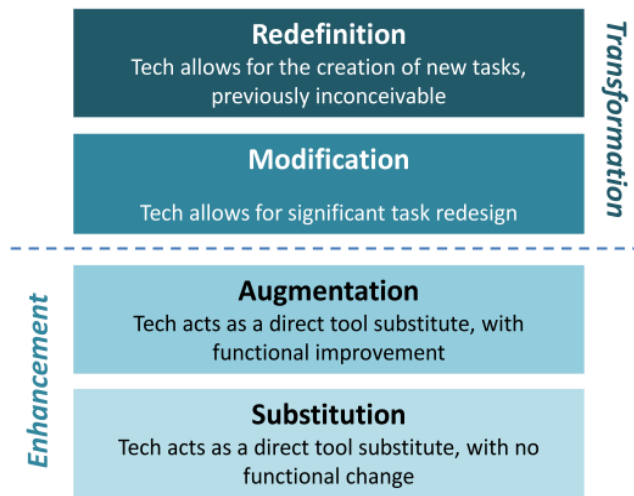 Redefinition
Tech allows for the creation of new tasks,
previously inconceivable
Transformation
Modification
Tech allows for significant task redesign
Augmentation
Tech acts as a direct tool substitute, with
functional improvement
Enhancement
Substitution
Tech acts as a direct tool substitute, with no
functional change